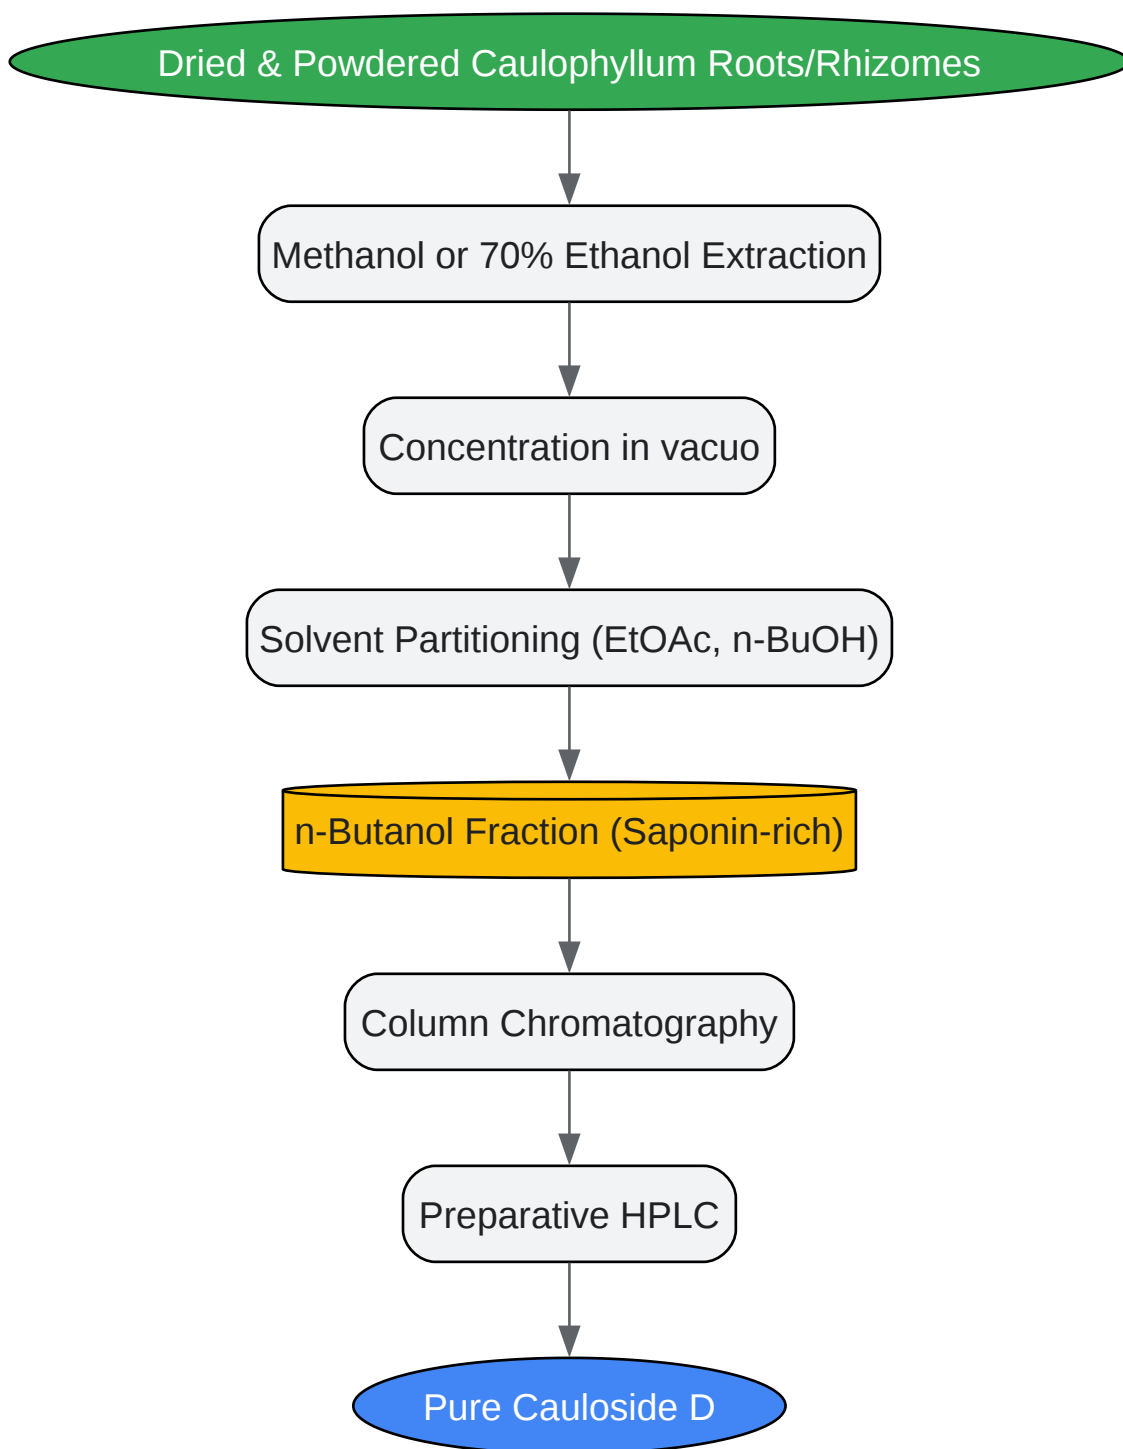 Dried & Powdered Caulophyllum Roots/Rhizomes
Methanol or 70% Ethanol Extraction
Concentration in vacuo
Solvent Partitioning (EtOAc, n-BuOH)
n-Butanol Fraction (Saponin-rich)
Column Chromatography
Preparative HPLC
Pure Cauloside D